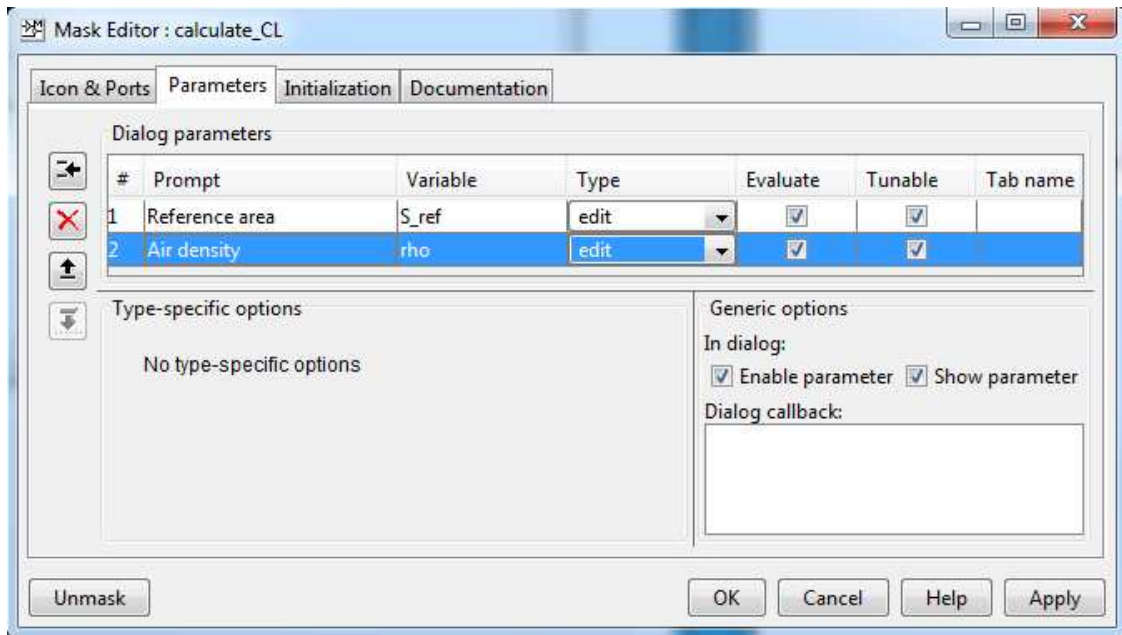 Mask Editor : calculate_CL
Icon & Ports Parameters Initialization Documentation
Dialog parameters
# Prompt Variable Type Evaluate Tunable Tab name
1 Reference area S_ref edit
2 Air density rho edit
Type-specific options
No type-specific options
Generic options
In dialog:
Enable parameter Show parameter
Dialog callback:
Unmask OK Cancel Help Apply